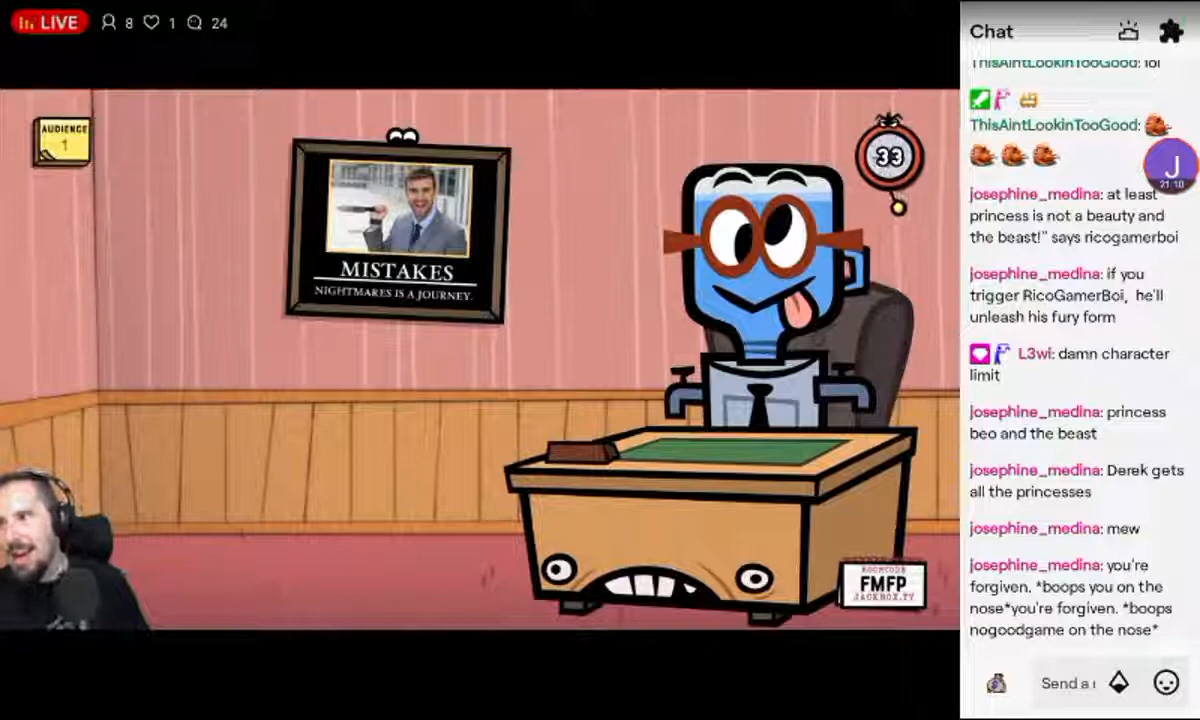 LIVE 8 1 24
AUDIENCE
1
MISTAKES
NIGHTMARES IS A JOURNEY.
33
ROOMCODE
FMFP
JACKBOX.TV
Chat
ThisAintLookinTooGood: lol
ThisAintLookinTooGood:
J
21:10
josephine_medina: at least
princess is not a beauty and
the beast!" says ricogamerboi
josephine_medina: if you
trigger RicoGamerBoi, he'll
unleash his fury form
L3wi: damn character
limit
josephine_medina: princess
beo and the beast
josephine_medina: Derek gets
all the princesses
josephine_medina: mew
josephine_medina: you're
forgiven. *boops you on the
nose*you're forgiven. *boops
nogoodgame on the nose*
Send a